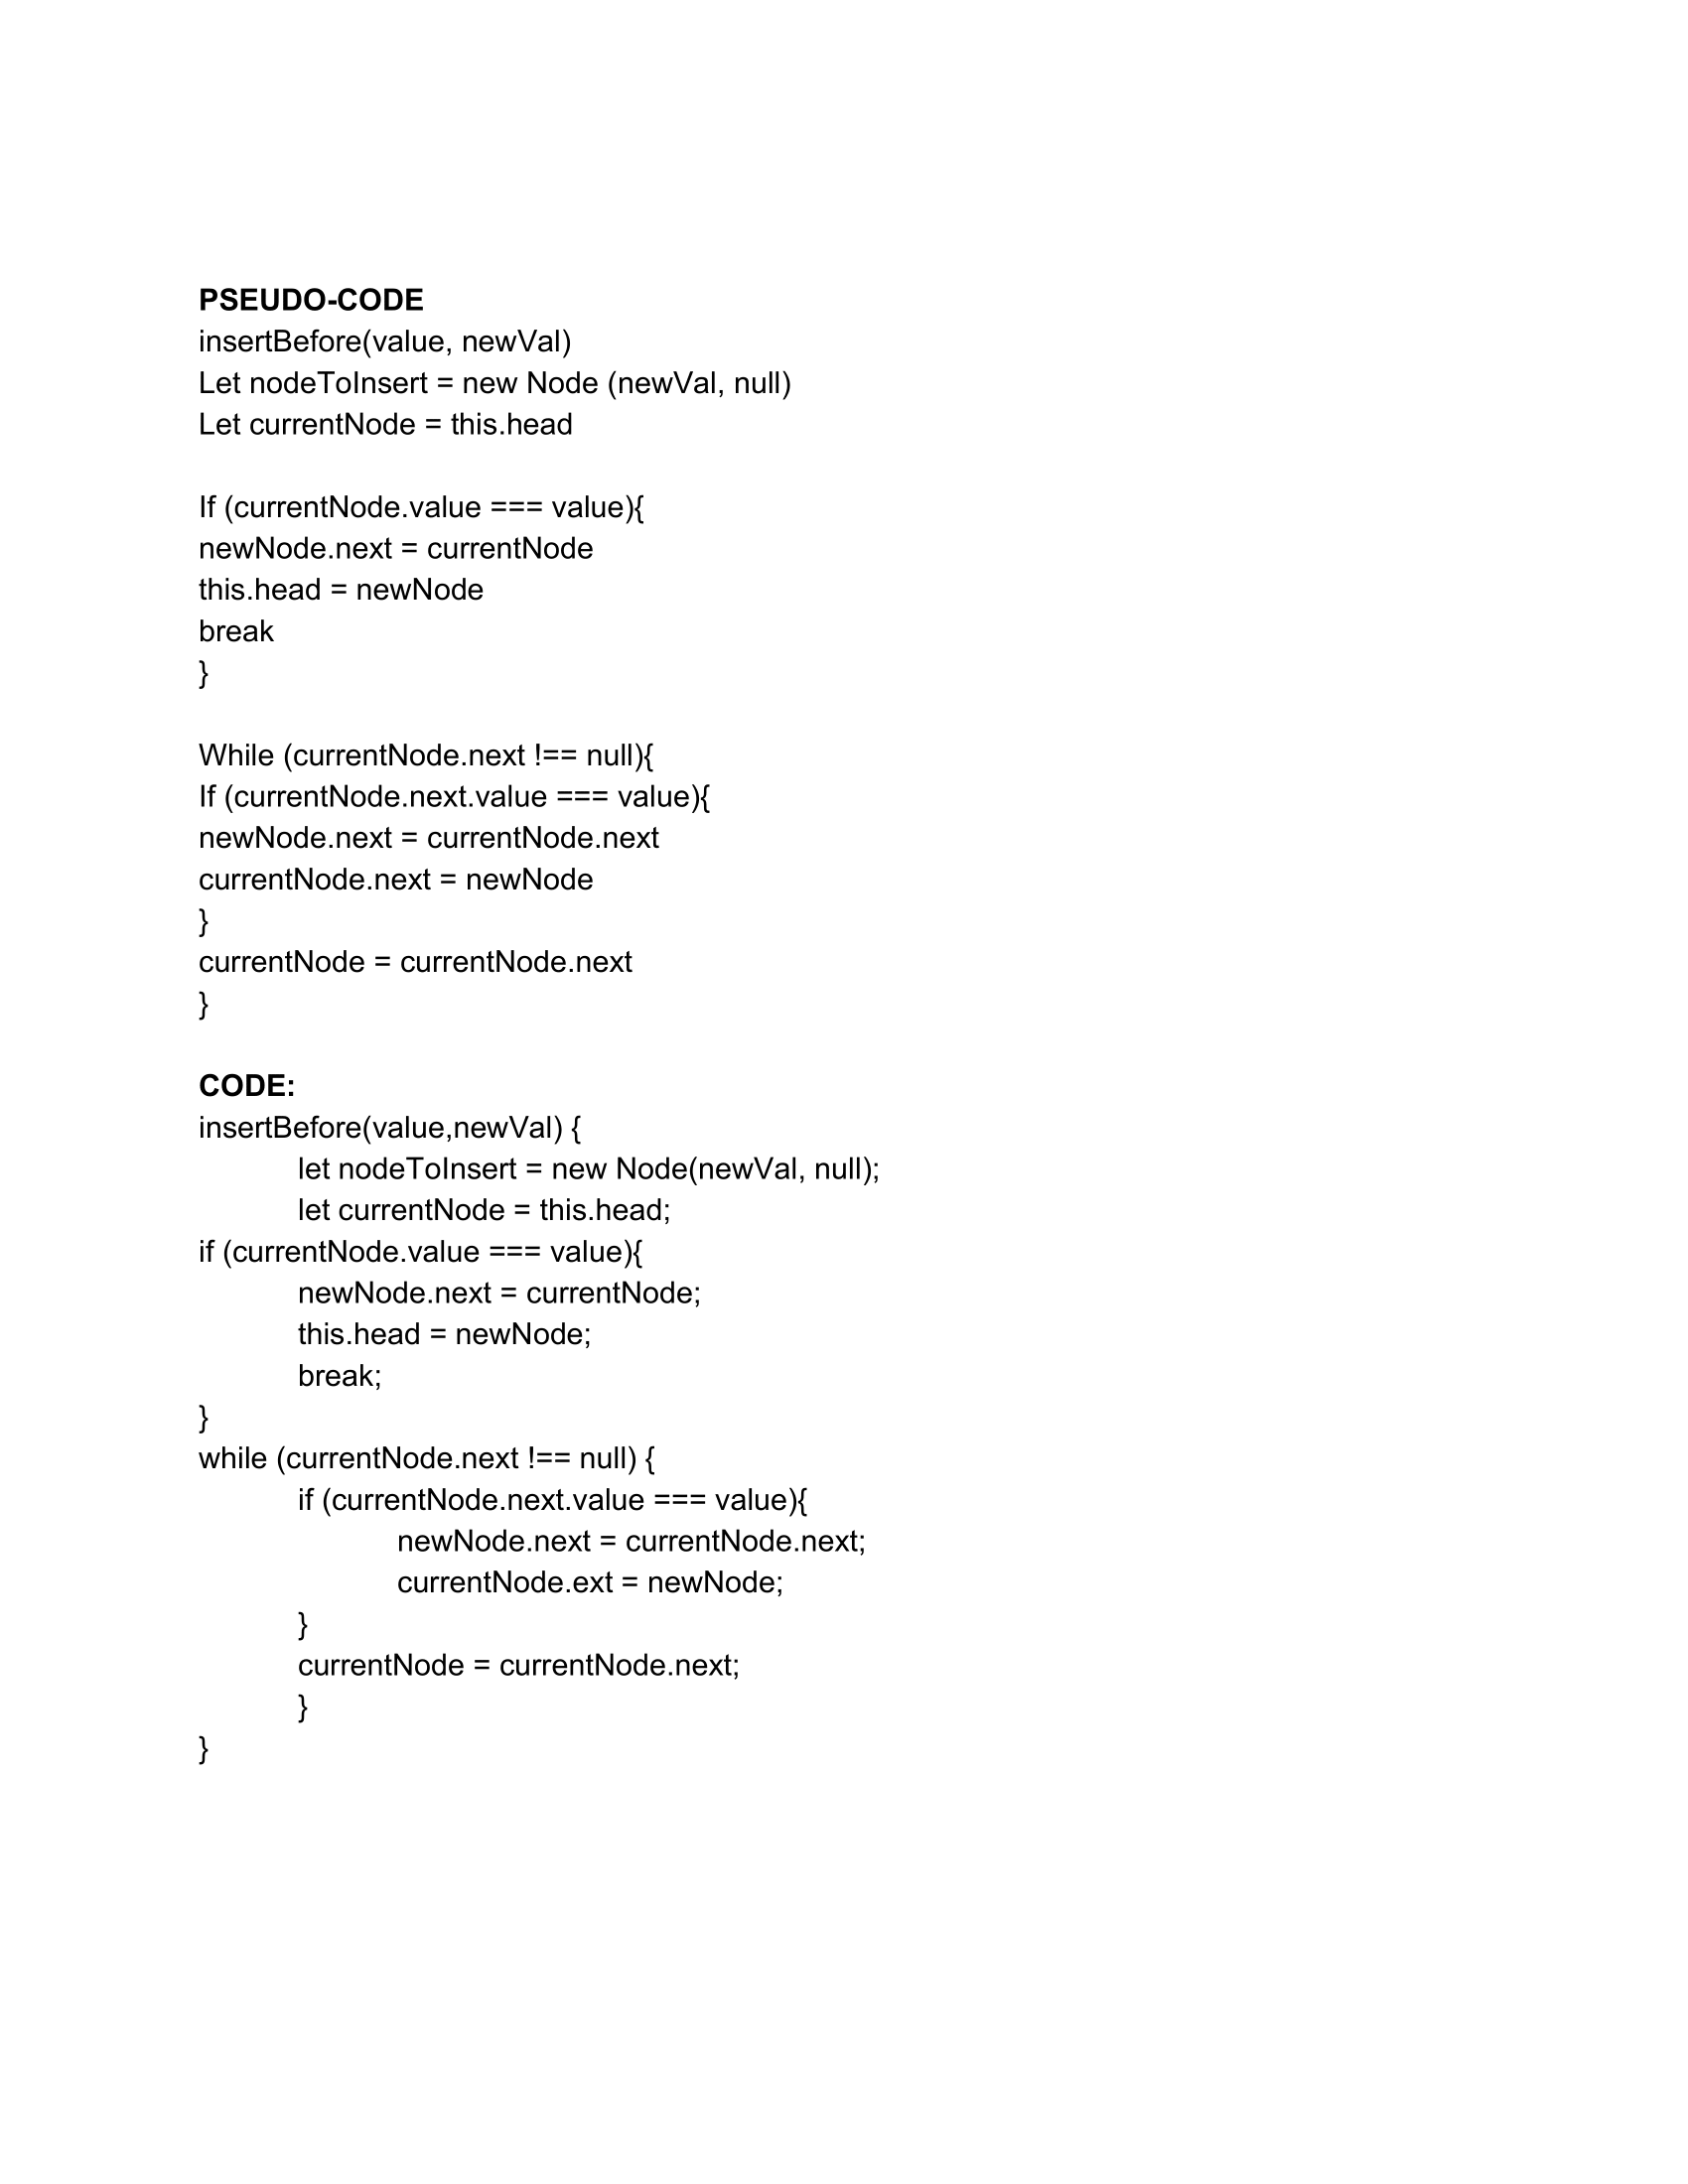 PSEUDO-CODE
insertBefore(value, newVal)
Let nodeToInsert = new Node (newVal, null)
Let currentNode = this.head
If (currentNode.value === value){
newNode.next = currentNode
this.head = newNode
break
}
While (currentNode.next !== null){
If (currentNode.next.value === value){
newNode.next = currentNode.next
currentNode.next = newNode
}
currentNode = currentNode.next
}
CODE:
insertBefore(value,newVal) {
let nodeToInsert = new Node(newVal, null);
let currentNode = this.head;
if (currentNode.value === value){
newNode.next = currentNode;
this.head = newNode;
break;
}
while (currentNode.next !== null) {
if (currentNode.next.value === value){
newNode.next = currentNode.next;
currentNode.ext = newNode;
}
currentNode = currentNode.next;
}
}